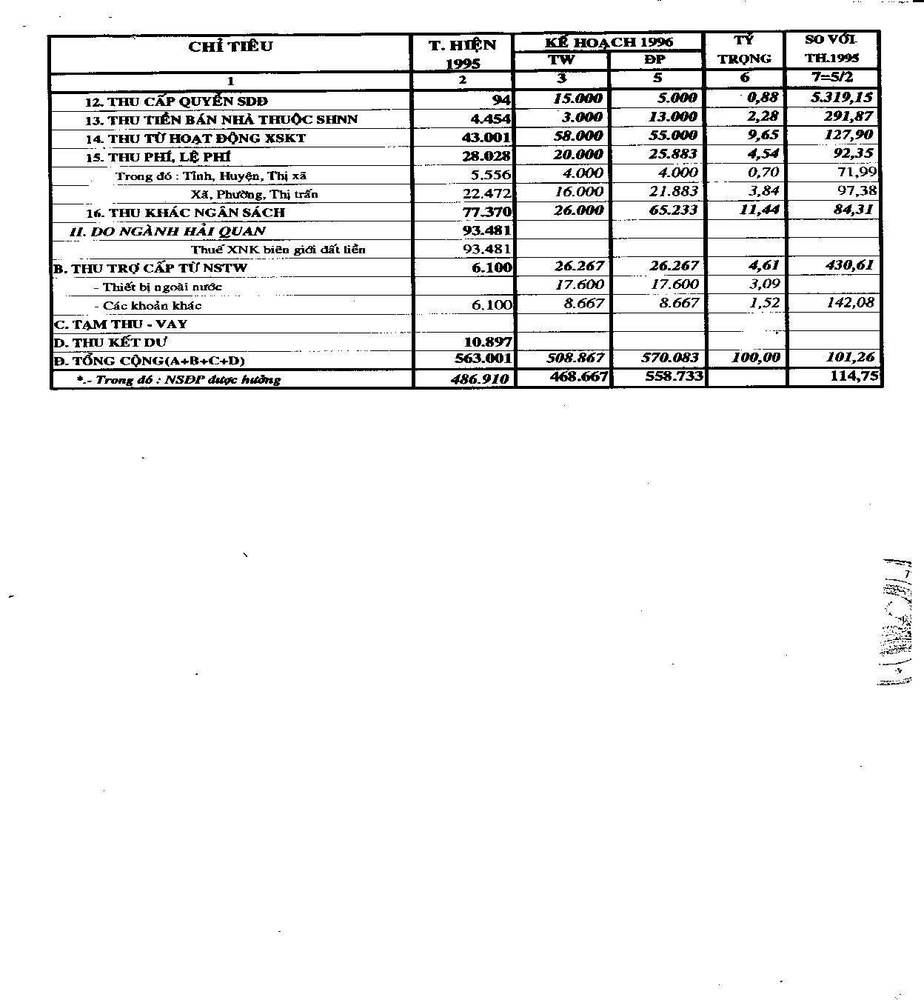 CHỈ TIÊU T. HIỆN 1995 KẾ HOẠCH 1996 TỶ TRỌNG SO VỚI TH.1995
TW ĐP
1 2 3 5 6 7=5/2
12. THU CẤP QUYỀN SDĐ 94 15.000 5.000 0,88 5.319,15
13. THU TIỀN BÁN NHÀ THUỘC SHNN 4.454 3.000 13.000 2,28 291,87
14. THU TỪ HOẠT ĐỘNG XSKT 43.001 58.000 55.000 9,65 127,90
15. THU PHÍ, LỆ PHÍ 28.028 20.000 25.883 4,54 92,35
Trong đó : Tỉnh, Huyện, Thị xã 5.556 4.000 4.000 0,70 71,99
Xã, Phường, Thị trấn 22.472 16.000 21.883 3,84 97,38
16. THU KHÁC NGÂN SÁCH 77.370 26.000 65.233 11,44 84,31
II. DO NGÀNH HẢI QUAN 93.481
Thuế XNK biên giới đất liền 93.481
B. THU TRỢ CẤP TỪ NSTW 6.100 26.267 26.267 4,61 430,61
- Thiết bị ngoài nước 17.600 17.600 3,09
- Các khoản khác 6.100 8.667 8.667 1,52 142,08
C. TẠM THU - VAY
D. THU KẾT DƯ 10.897
Đ. TỔNG CỘNG(A+B+C+D) 563.001 508.867 570.083 100,00 101,26
*.- Trong đó : NSĐP được hưởng 486.910 468.667 558.733 114,75